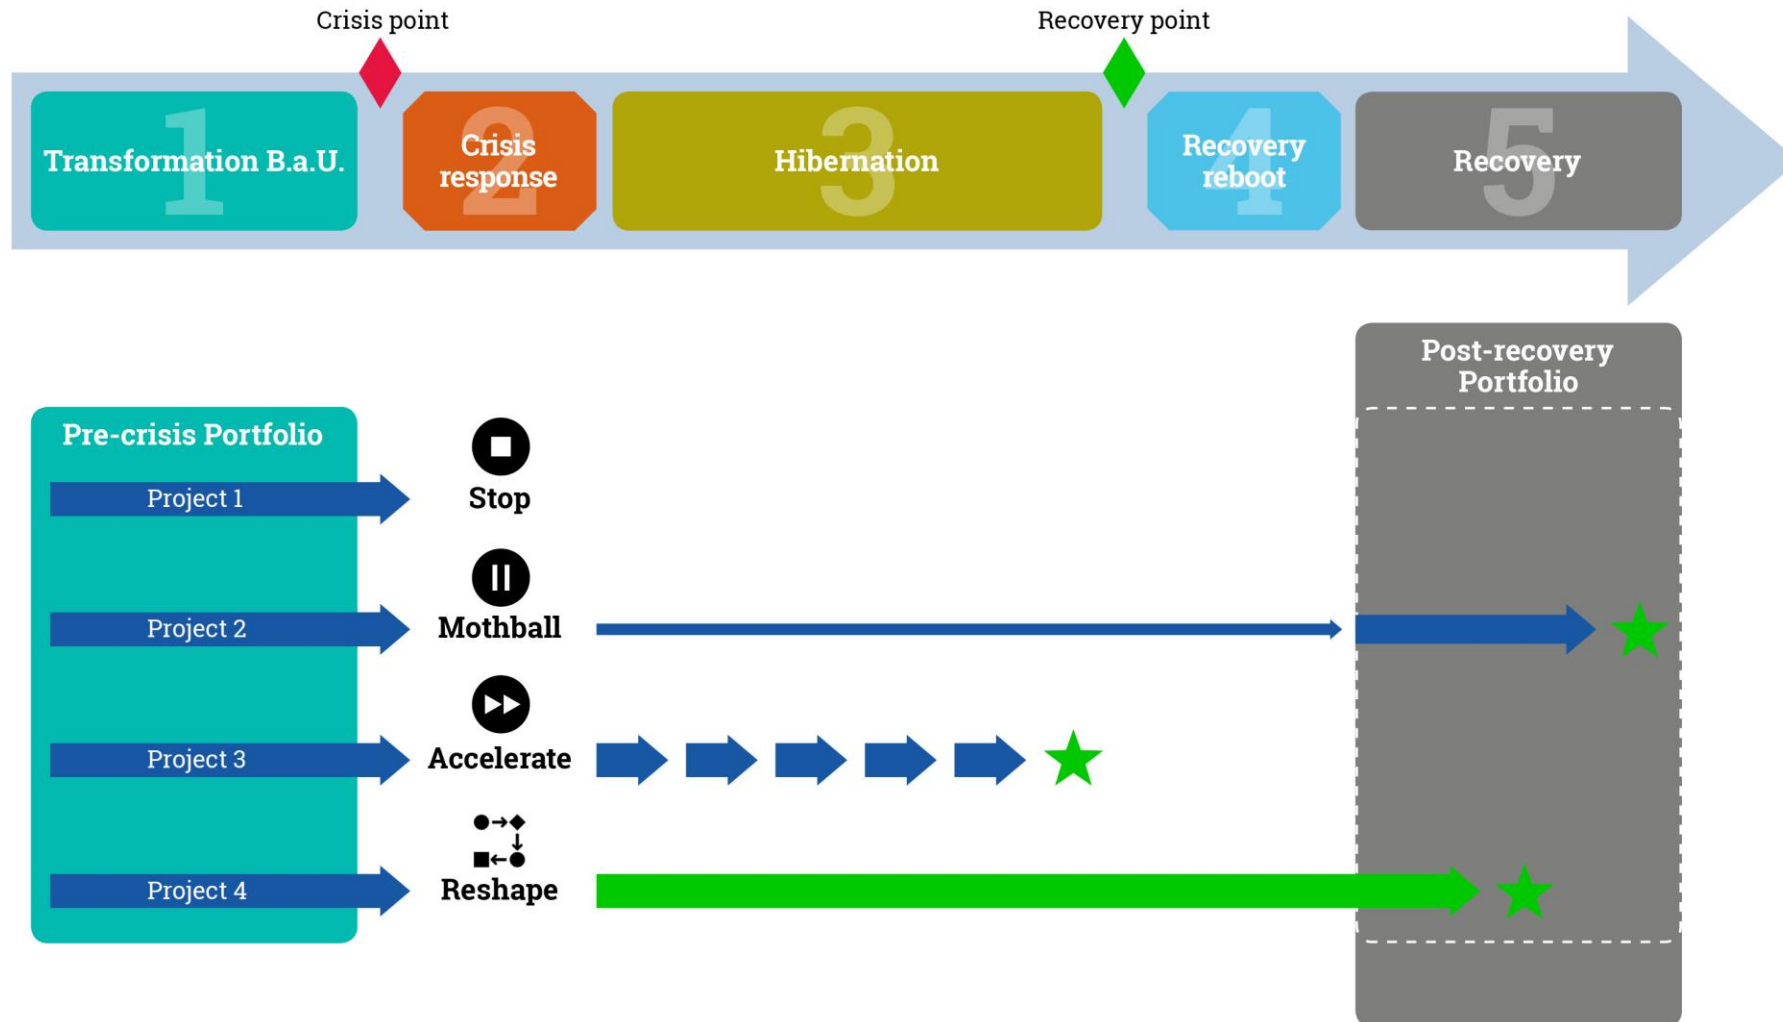 Crisis point
Recovery point
1
Transformation B.a.U.
2
Crisis
response
3
Hibernation
4
Recovery
reboot
5
Recovery
Post-recovery
Portfolio
Pre-crisis Portfolio
Project 1
Stop
Project 2
Mothball
Project 3
Accelerate
Project 4
Reshape